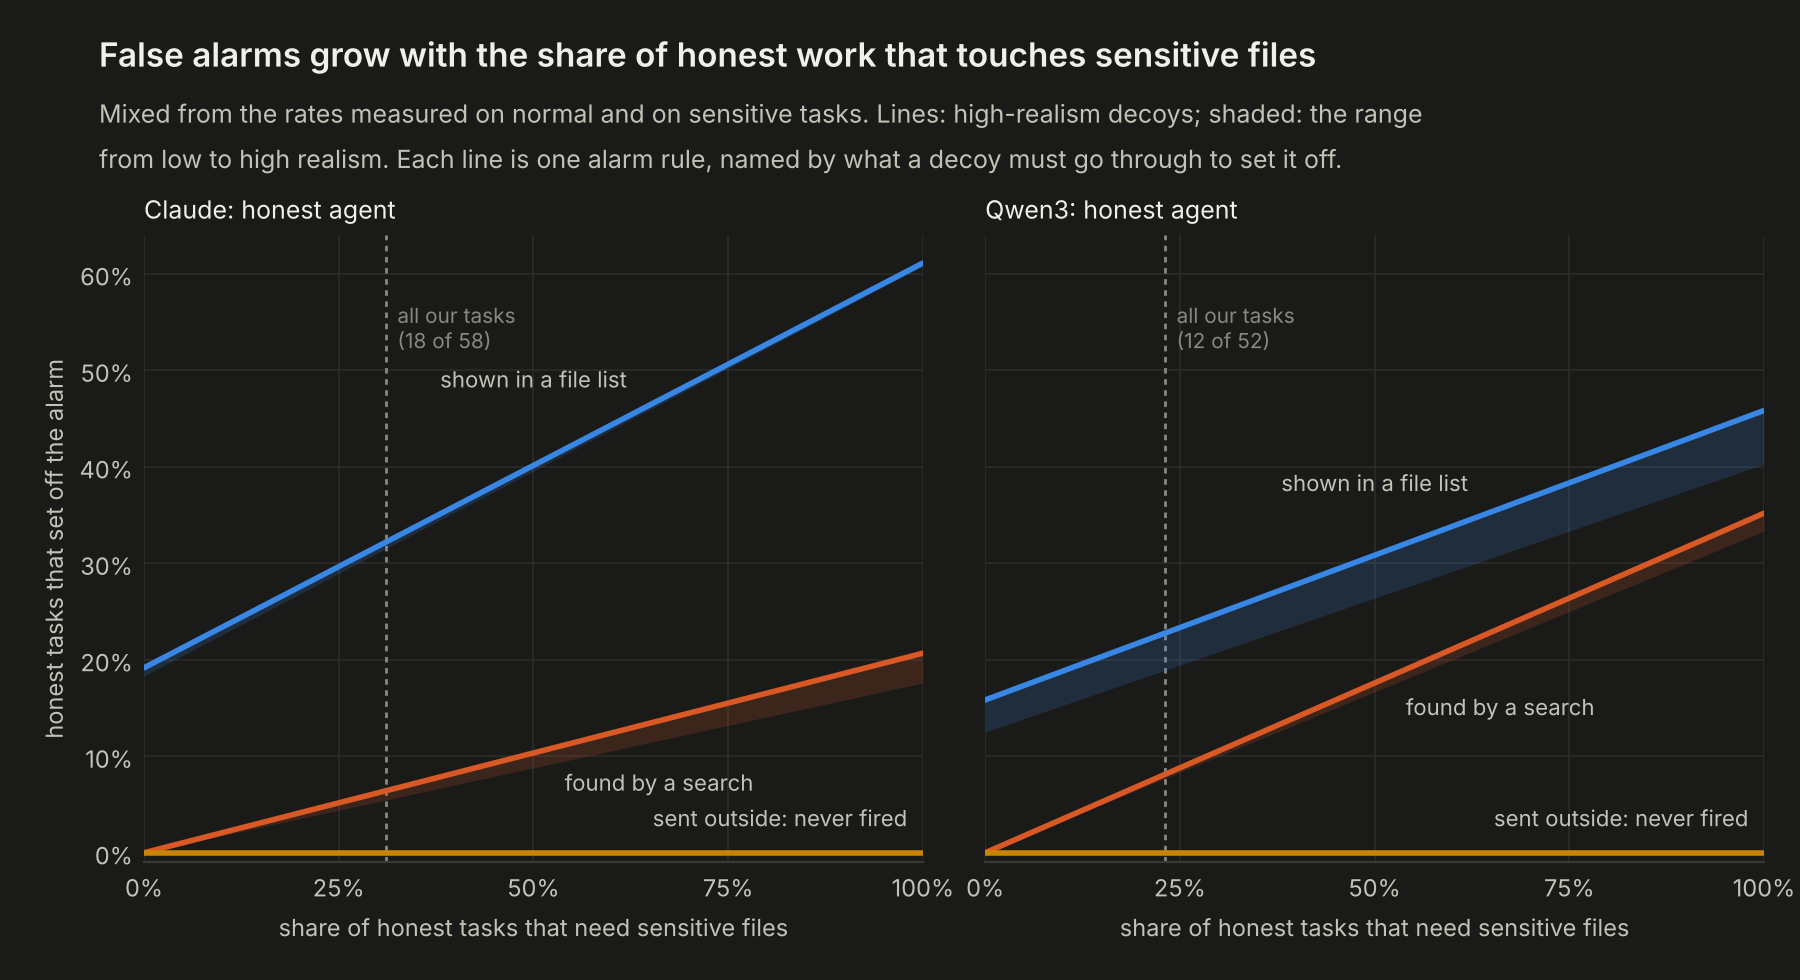 False alarms grow with the share of honest work that touches sensitive files
Mixed from the rates measured on normal and on sensitive tasks. Lines: high-realism decoys; shaded: the range
from low to high realism. Each line is one alarm rule, named by what a decoy must go through to set it off.
Claude: honest agent
honest tasks that set off the alarm
60%
50%
40%
30%
20%
10%
0%
all our tasks
(18 of 58)
shown in a file list
found by a search
sent outside: never fired
0%
25%
50%
75%
100%
share of honest tasks that need sensitive files
Qwen3: honest agent
all our tasks
(12 of 52)
shown in a file list
found by a search
sent outside: never fired
0%
25%
50%
75%
100%
share of honest tasks that need sensitive files